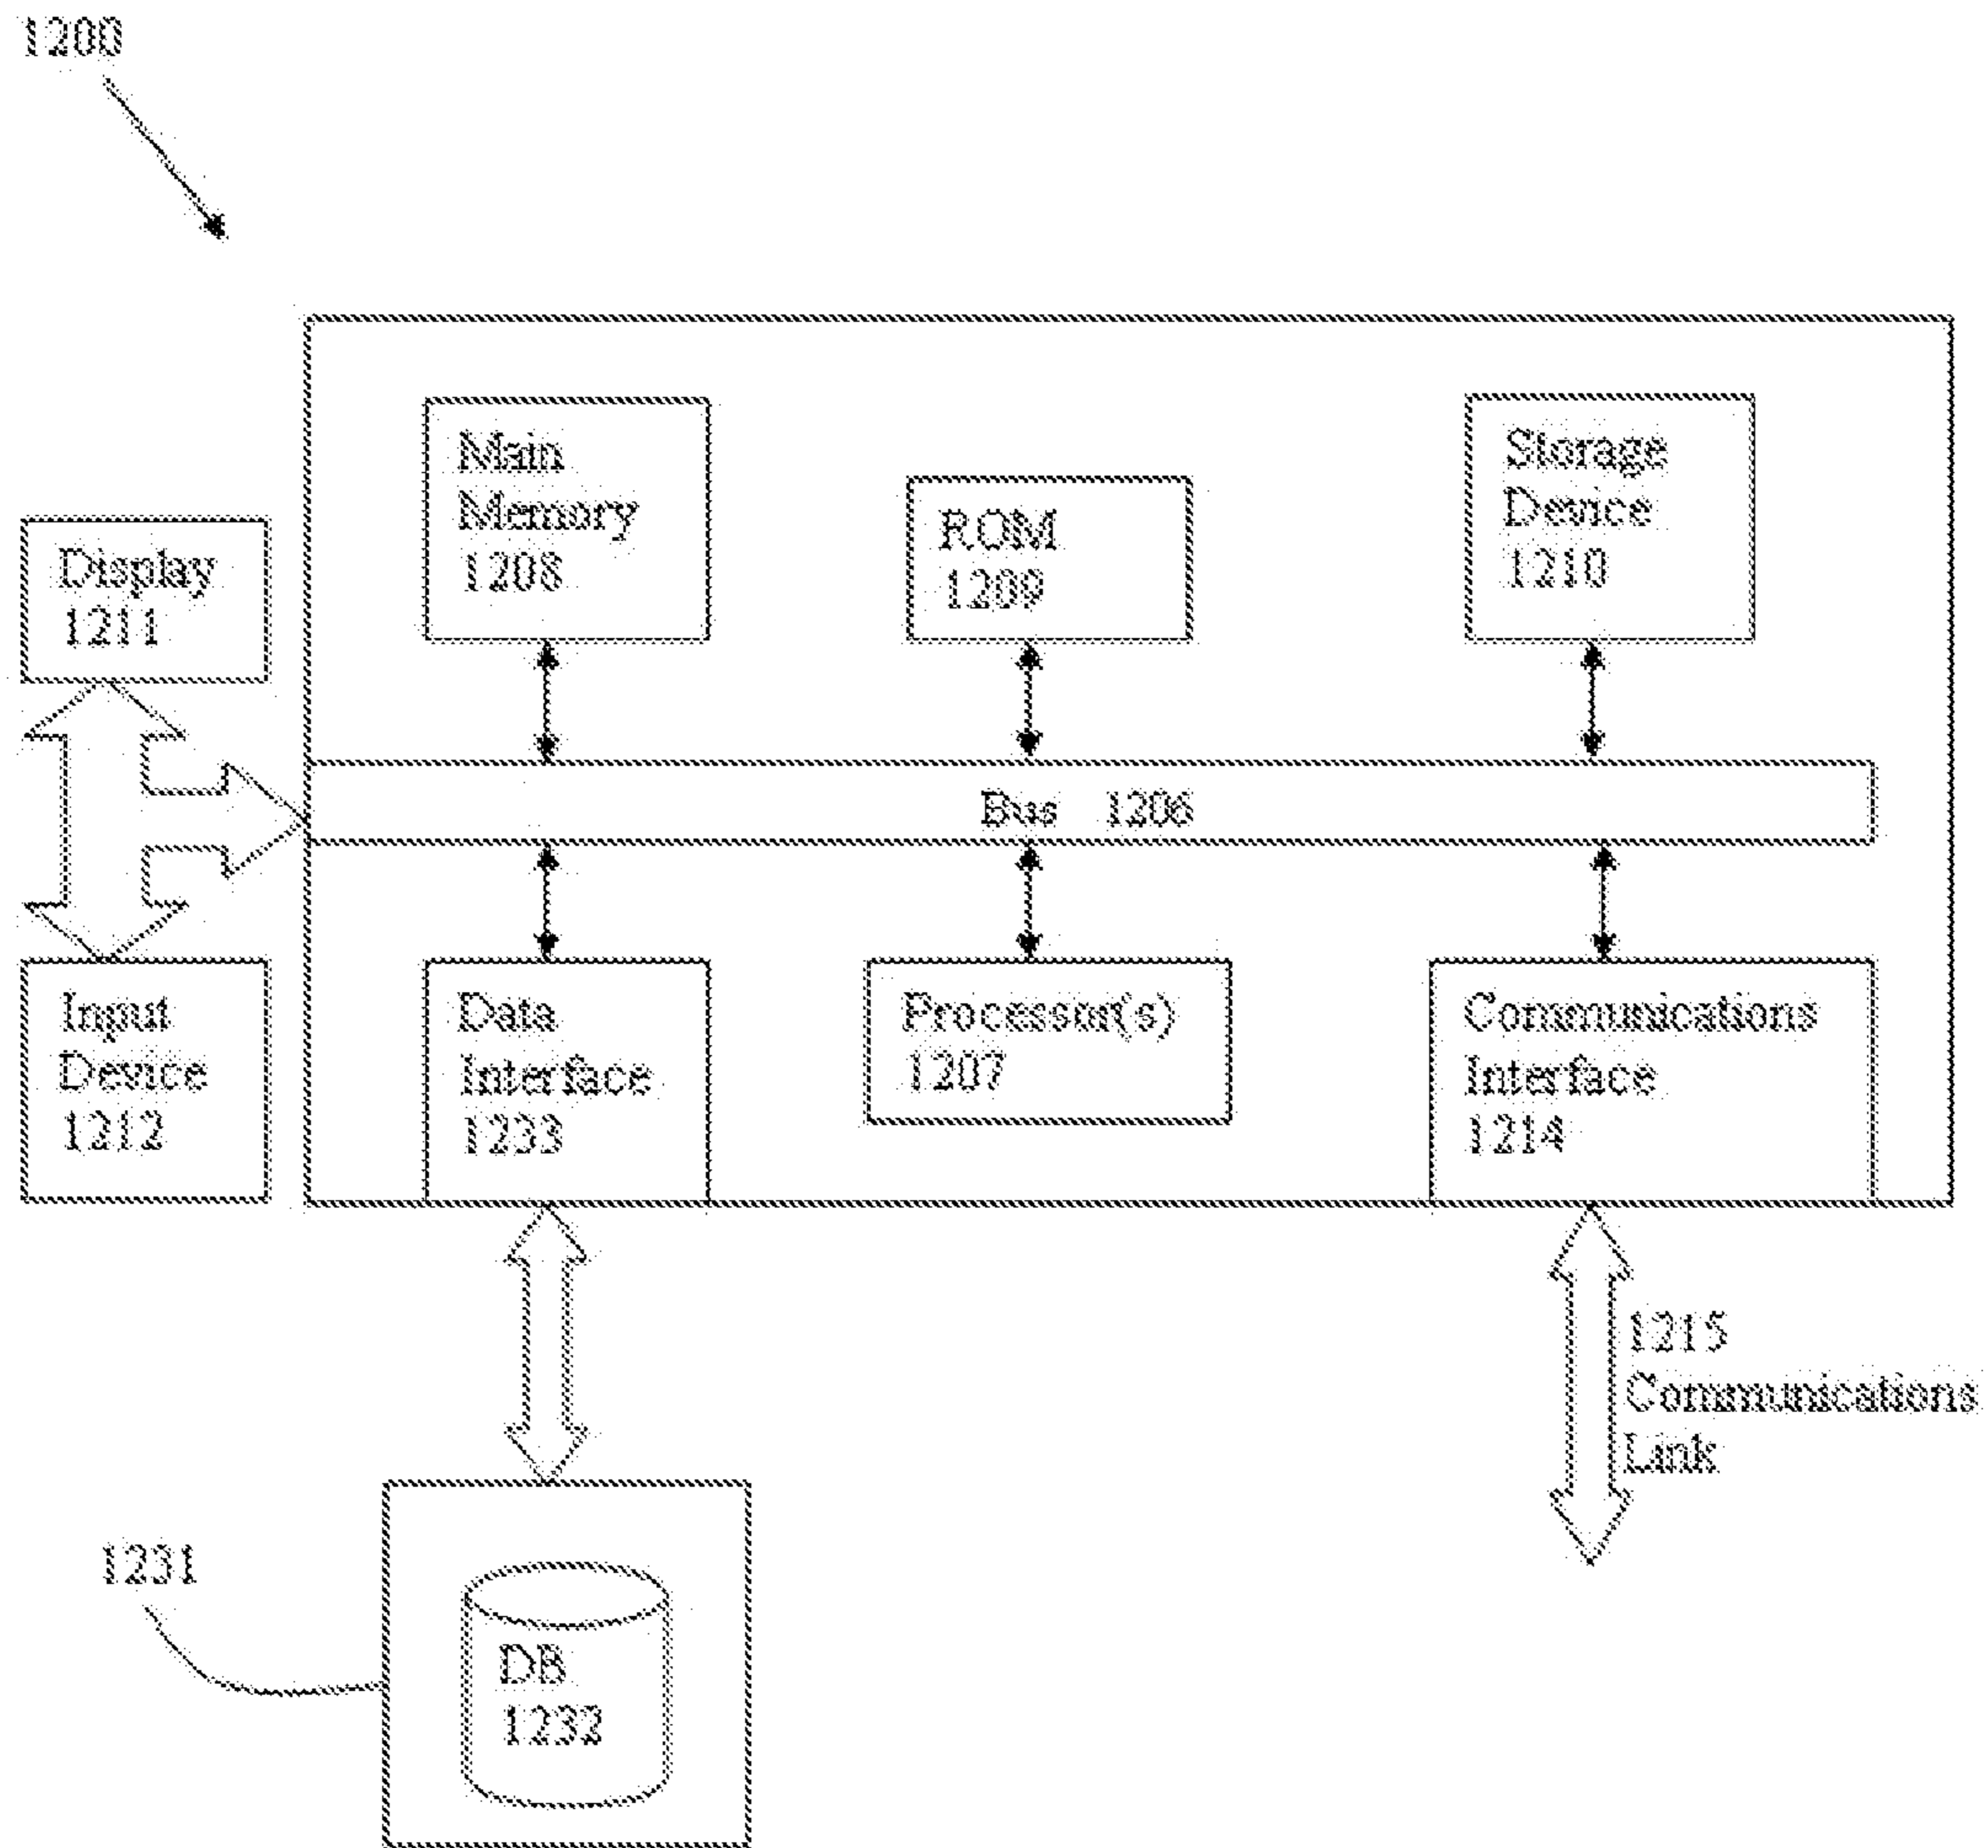 1200
Main
Memory
1208
ROM
1209
Storage
Device
1210
Display
1211
Bus 1206
Input
Device
1212
Data
Interface
1233
Processor(s)
1207
Communications
Interface
1214
1215
Communications
Link
1231
DB
1232